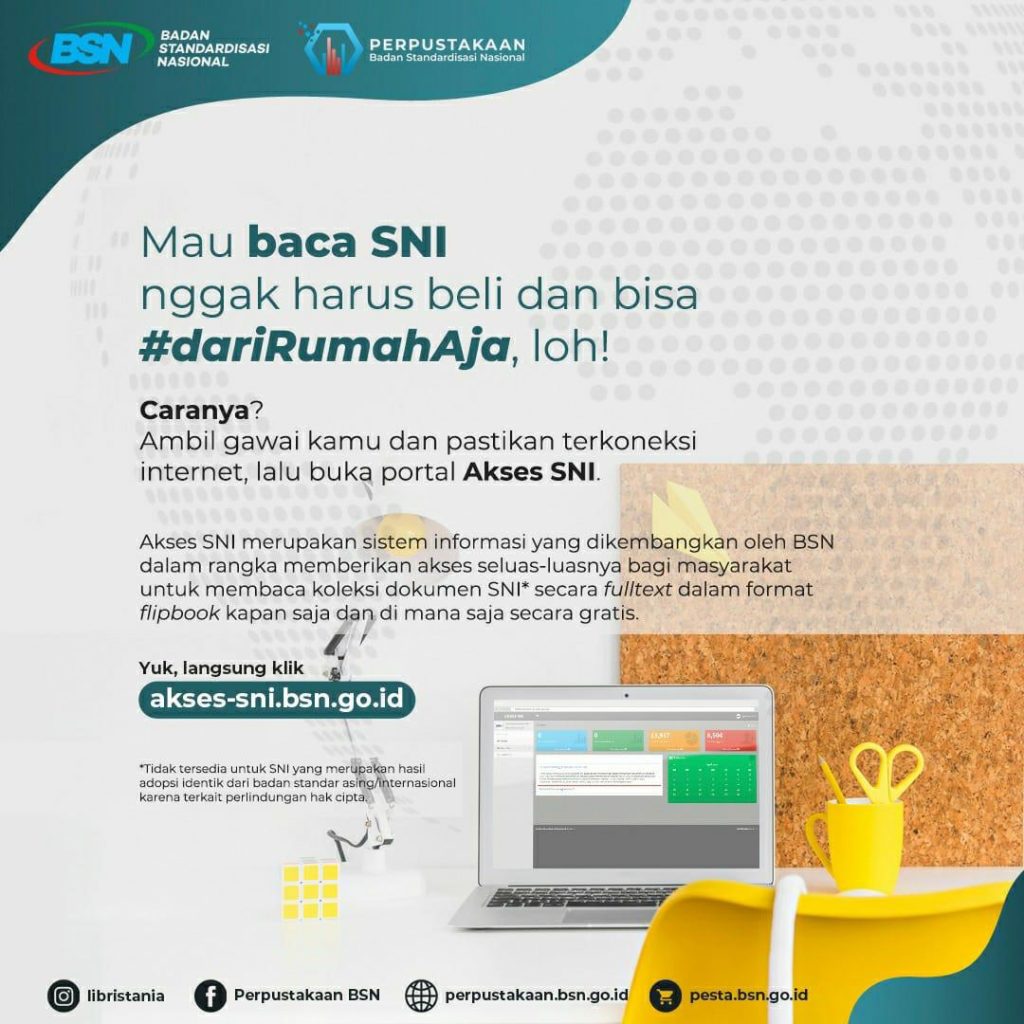 BSN BADAN
STANDARDISASI
NASIONAL
PERPUSTAKAAN
Badan Standardisasi Nasional
Mau baca SNI
nggak harus beli dan bisa
#dariRumahAja, loh!
Caranya?
Ambil gawai kamu dan pastikan terkoneksi
internet, lalu buka portal Akses SNI.
Akses SNI merupakan sistem informasi yang dikembangkan oleh BSN
dalam rangka memberikan akses seluas-luasnya bagi masyarakat
untuk membaca koleksi dokumen SNI* secara fulltext dalam format
flipbook kapan saja dan di mana saja secara gratis.
Yuk, langsung klik
akses-sni.bsn.go.id
*Tidak tersedia untuk SNI yang merupakan hasil
adopsi identik dari badan standar asing/internasional
karena terkait perlindungan hak cipta.
libristania
Perpustakaan BSN
perpustakaan.bsn.go.id
pesta.bsn.go.id